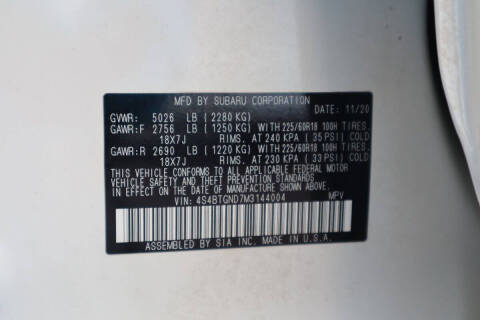 MFD BY SUBARU CORPORATION
DATE: 11/20
GVWR: 5026 LB (2280 KG)
GAWR:F 2756 LB (1250 KG) WITH 225/60R18 100H TIRES,
18X7J RIMS, AT 240 KPA ( 35 PSI) COLD
GAWR:R 2690 LB (1220 KG) WITH 225/60R18 100H TIRES,
18X7J RIMS, AT 230 KPA ( 33 PSI) COLD
THIS VEHICLE CONFORMS TO ALL APPLICABLE FEDERAL MOTOR
VEHICLE SAFETY, BUMPER AND THEFT PREVENTION STANDARDS
IN EFFECT ON THE DATE OF MANUFACTURE SHOWN ABOVE.
VIN: 4S4BTGND7M3144004 MPV
ASSEMBLED BY SIA INC. MADE IN U.S.A.